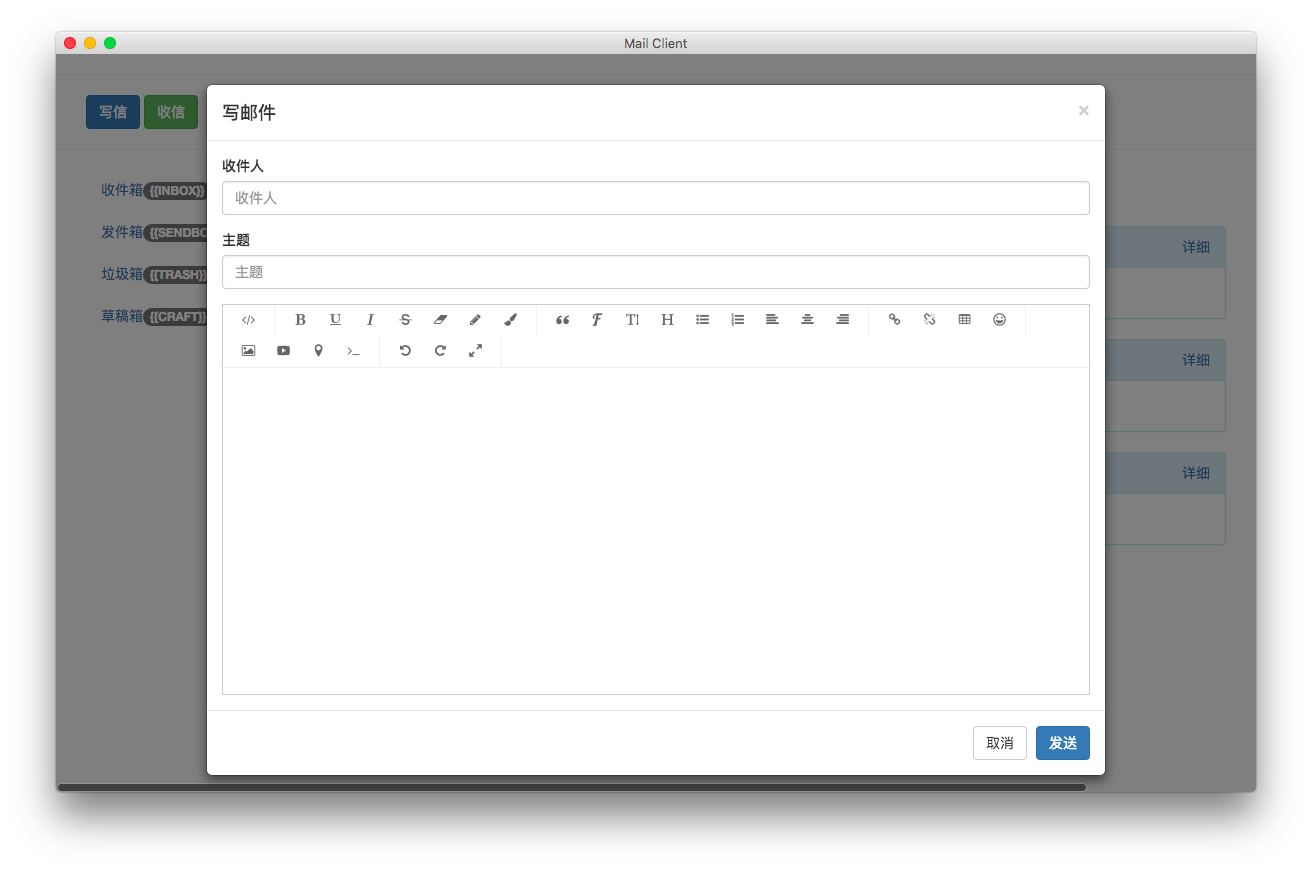 Mail Client
写信 收信
写邮件 ×
收件人
收件人
主题
主题
收件箱 {{INBOX}}
发件箱 {{SENDBO
垃圾箱 {{TRASH}}
草稿箱 {{CRAFT}}
详细
详细
详细
取消 发送